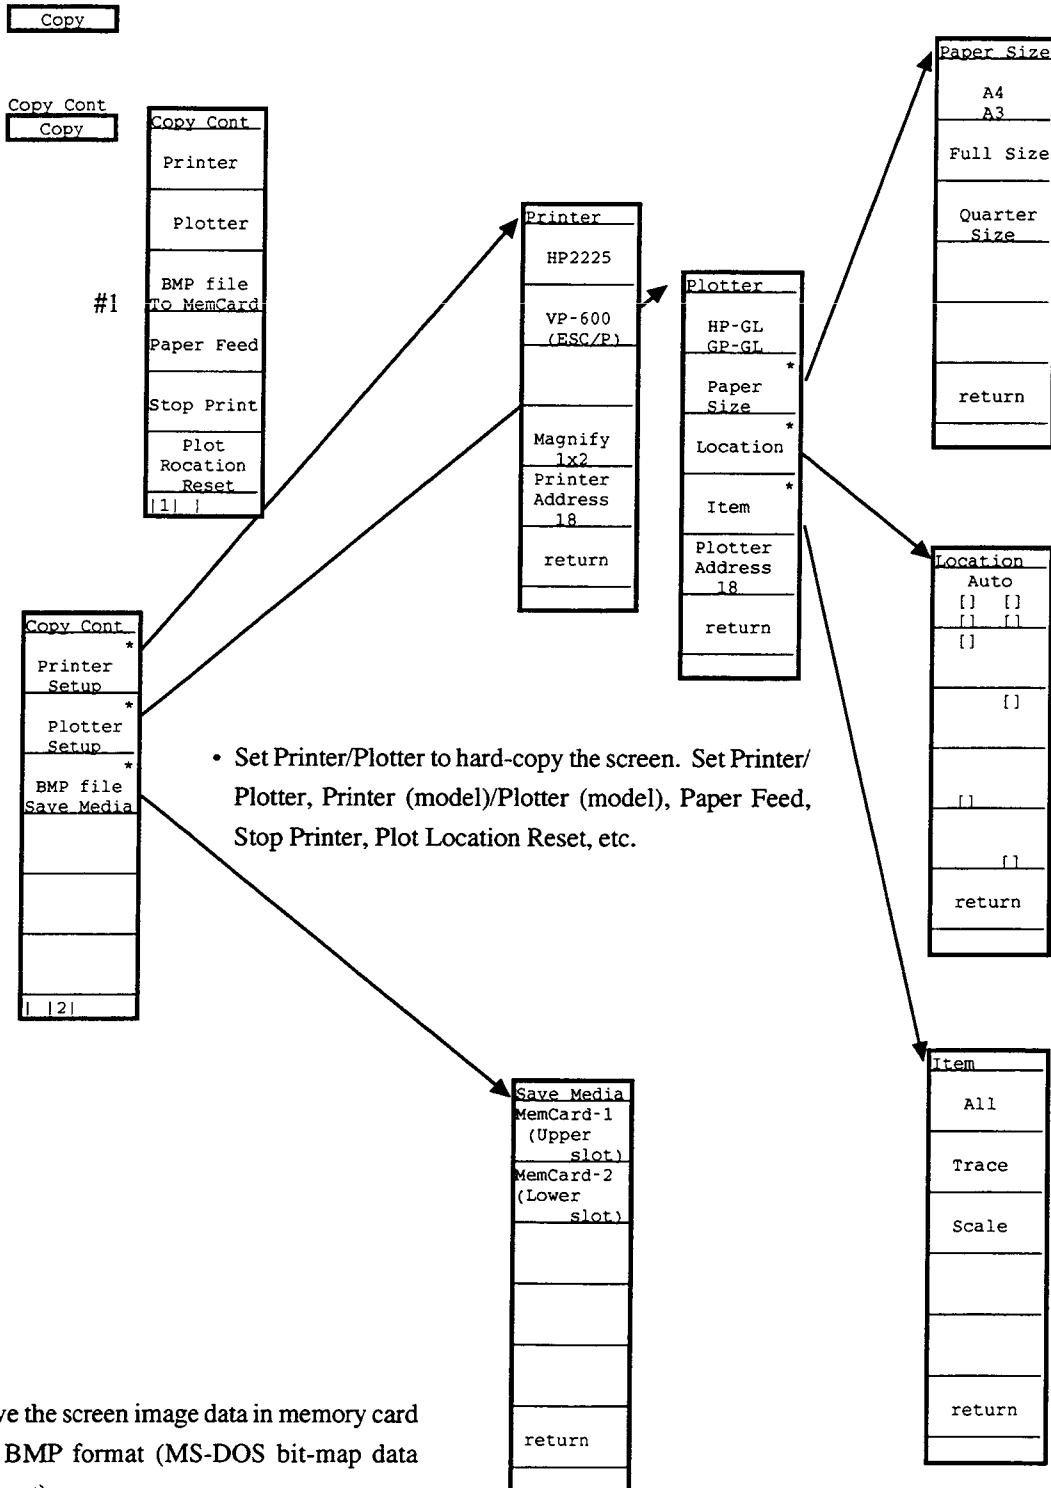 Copy
Copy Cont
Copy
Copy Cont
Printer
Plotter
BMP file
To MemCard
Paper Feed
Stop Print
Plot
Rocation
Reset
|1| |
#1
Copy Cont
*
Printer
Setup
*
Plotter
Setup
*
BMP file
Save Media
| |2|
Printer
HP2225
VP-600
(ESC/P)
Magnify
1x2
Printer
Address
18
return
Plotter
HP-GL
GP-GL
*
Paper
Size
*
Location
*
Item
Plotter
Address
18
return
Paper Size
A4
A3
Full Size
Quarter
Size
return
Location
Auto
[] []
[] []
[]
[]
[]
[]
return
Item
All
Trace
Scale
return
• Set Printer/Plotter to hard-copy the screen. Set Printer/
Plotter, Printer (model)/Plotter (model), Paper Feed,
Stop Printer, Plot Location Reset, etc.
Save Media
MemCard-1
(Upper
slot)
MemCard-2
(Lower
slot)
return
the screen image data in memory card
BMP format (MS-DOS bit-map data